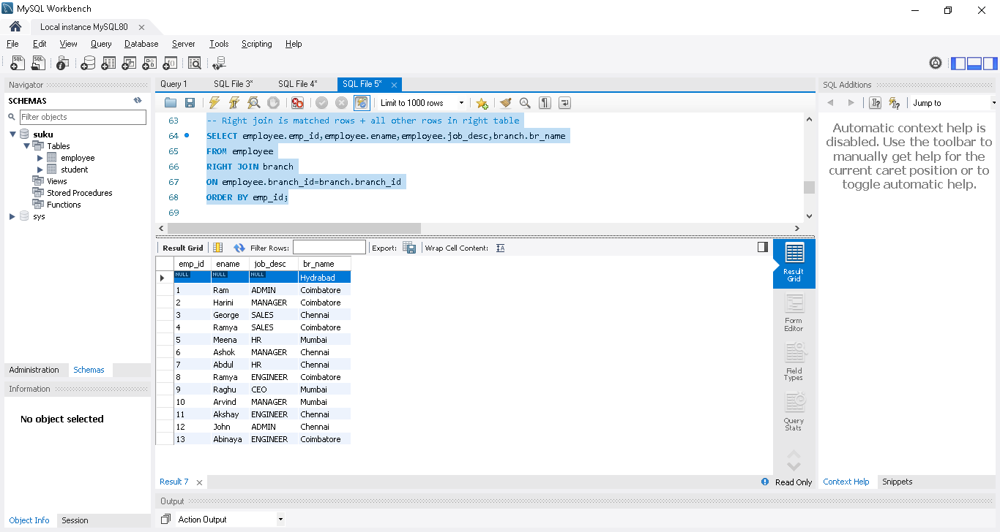 MySQL Workbench
Local instance MySQL80
File Edit View Query Database Server Tools Scripting Help
Navigator
SCHEMAS
Filter objects
suku
Tables
employee
student
Views
Stored Procedures
Functions
sys
Administration Schemas
Information
No object selected
Object Info Session
Query 1 SQL File 3* SQL File 4* SQL File 5*
Limit to 1000 rows
63 -- Right join is matched rows + all other rows in right table
64 SELECT employee.emp_id,employee.ename,employee.job_desc,branch.br_name
65 FROM employee
66 RIGHT JOIN branch
67 ON employee.branch_id=branch.branch_id
68 ORDER BY emp_id;
69
Result Grid Filter Rows: Export: Wrap Cell Content:
emp_id ename job_desc br_name
NULL NULL NULL Hydrabad
1 Ram ADMIN Coimbatore
2 Harini MANAGER Coimbatore
3 George SALES Chennai
4 Ramya SALES Coimbatore
5 Meena HR Mumbai
6 Ashok MANAGER Chennai
7 Abdul HR Chennai
8 Ramya ENGINEER Coimbatore
9 Raghu CEO Mumbai
10 Arvind MANAGER Mumbai
11 Akshay ENGINEER Chennai
12 John ADMIN Chennai
13 Abinaya ENGINEER Coimbatore
Result
Grid
Form
Editor
Field
Types
Query
Stats
Result 7
Read Only
Output
Action Output
SQL Additions
Jump to
Automatic context help is
disabled. Use the toolbar to
manually get help for the
current caret position or to
toggle automatic help.
Context Help Snippets